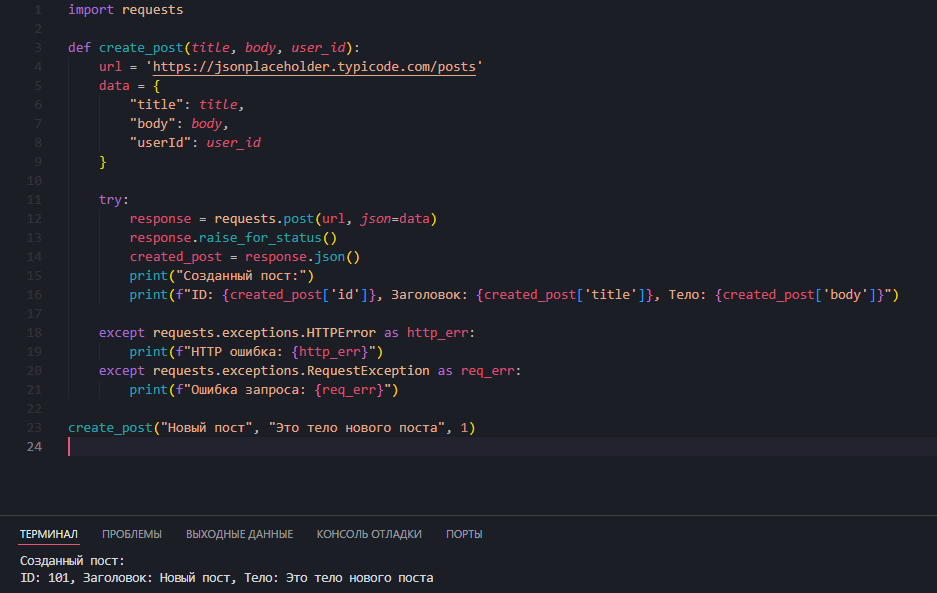 1 import requests
2
3 def create_post(title, body, user_id):
4     url = 'https://jsonplaceholder.typicode.com/posts'
5     data = {
6         "title": title,
7         "body": body,
8         "userId": user_id
9     }
10
11     try:
12         response = requests.post(url, json=data)
13         response.raise_for_status()
14         created_post = response.json()
15         print("Созданный пост:")
16         print(f"ID: {created_post['id']}, Заголовок: {created_post['title']}, Тело: {created_post['body']}")
17
18     except requests.exceptions.HTTPError as http_err:
19         print(f"HTTP ошибка: {http_err}")
20     except requests.exceptions.RequestException as req_err:
21         print(f"Ошибка запроса: {req_err}")
22
23 create_post("Новый пост", "Это тело нового поста", 1)
24
ТЕРМИНАЛ ПРОБЛЕМЫ ВЫХОДНЫЕ ДАННЫЕ КОНСОЛЬ ОТЛАДКИ ПОРТЫ
Созданный пост:
ID: 101, Заголовок: Новый пост, Тело: Это тело нового поста